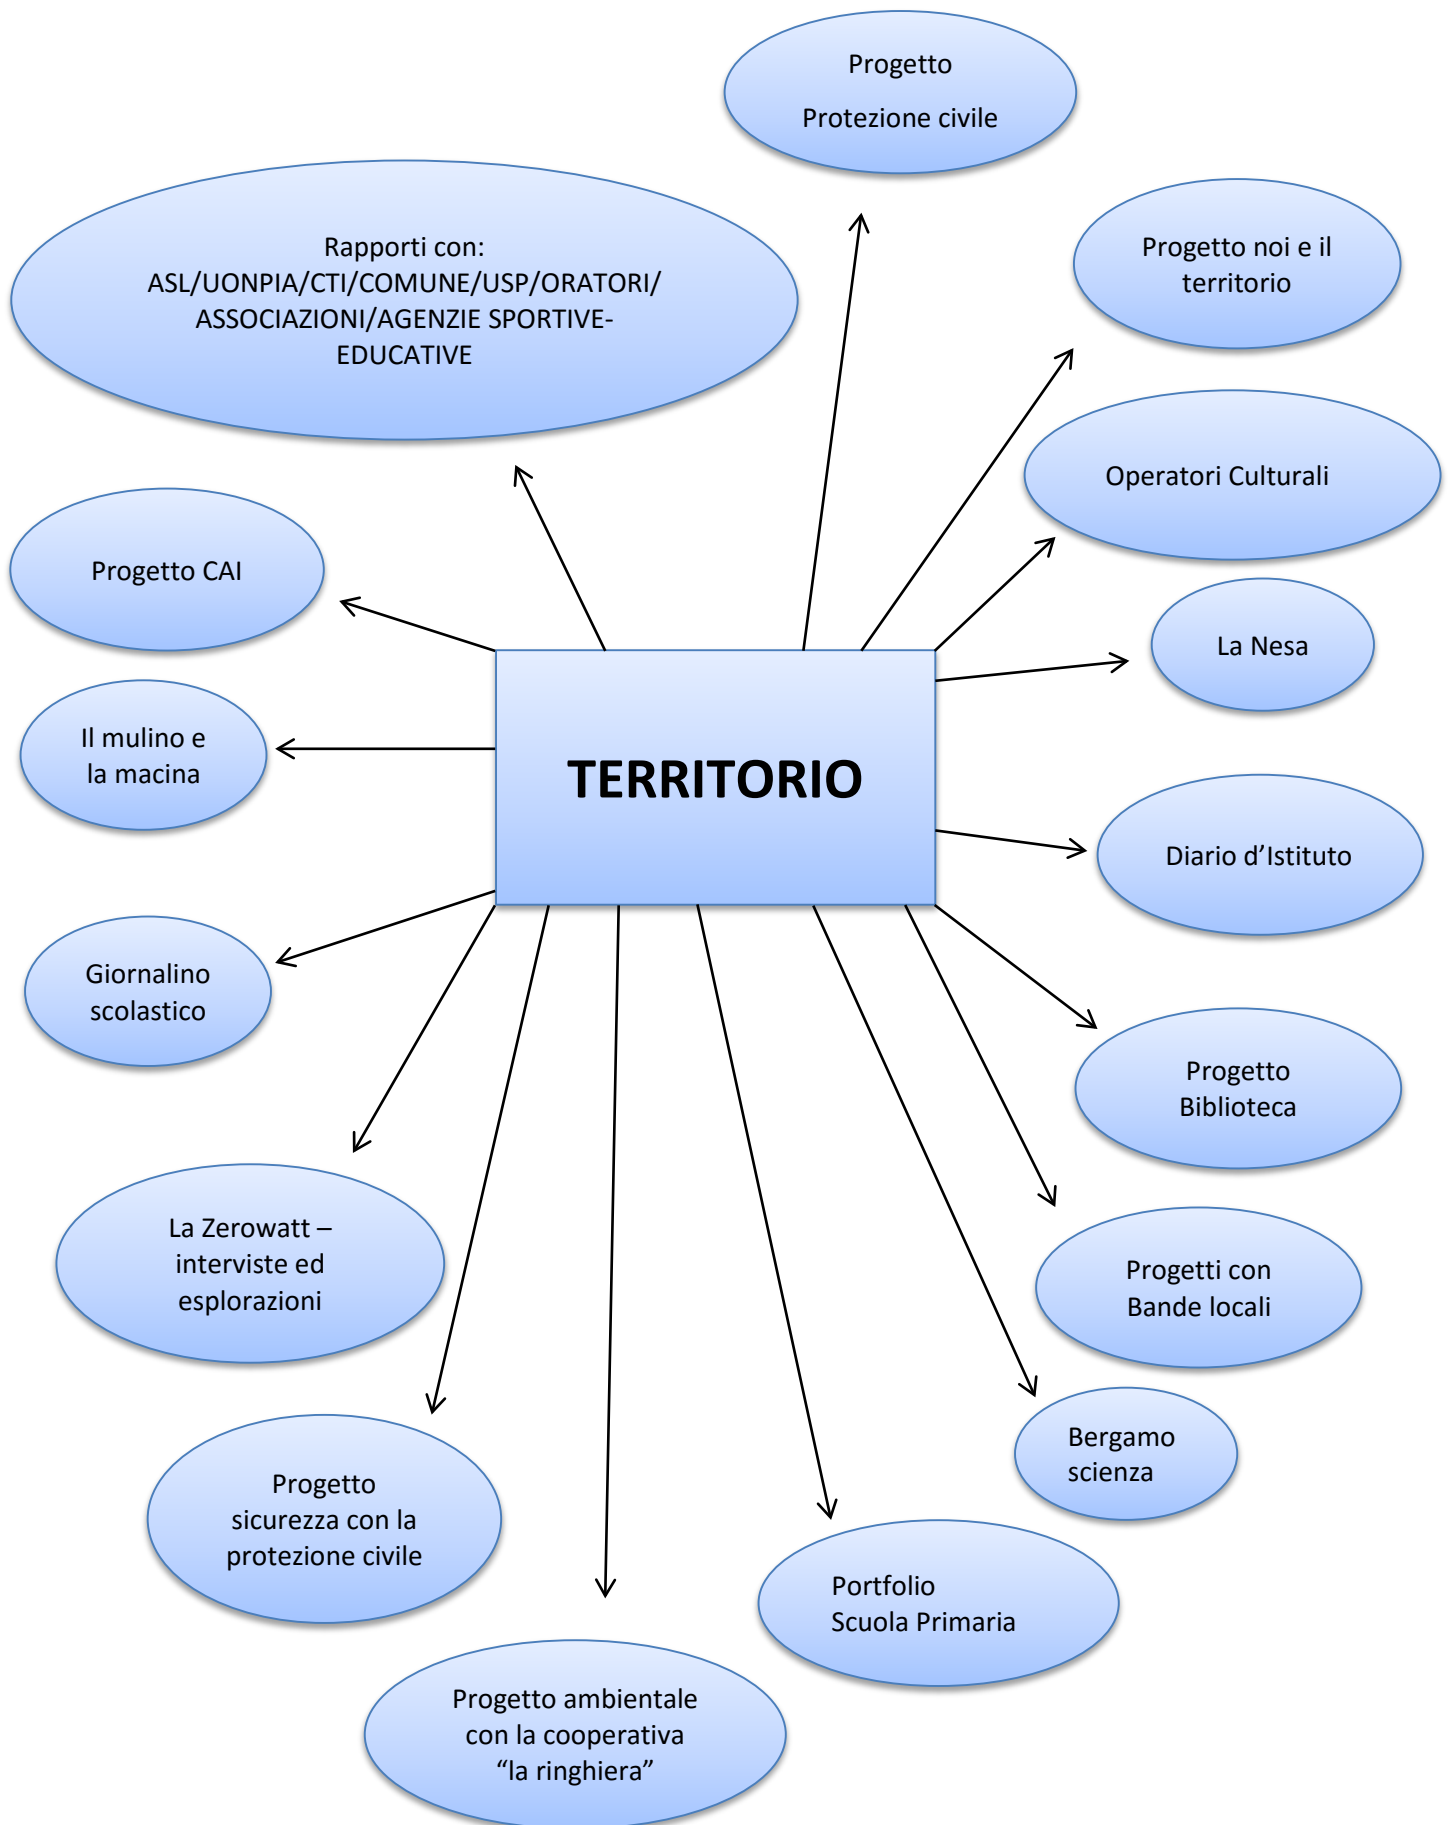 Progetto
Protezione civile
Rapporti con:
ASL/UONPIA/CTI/COMUNE/USP/ORATORI/
ASSOCIAZIONI/AGENZIE SPORTIVE-
EDUCATIVE
Progetto noi e il
territorio
Operatori Culturali
Progetto CAI
La Nesa
Il mulino e
la macina
TERRITORIO
Diario d’Istituto
Giornalino
scolastico
Progetto
Biblioteca
La Zerowatt –
interviste ed
esplorazioni
Progetti con
Bande locali
Bergamo
scienza
Progetto
sicurezza con la
protezione civile
Portfolio
Scuola Primaria
Progetto ambientale
con la cooperativa
“la ringhiera”